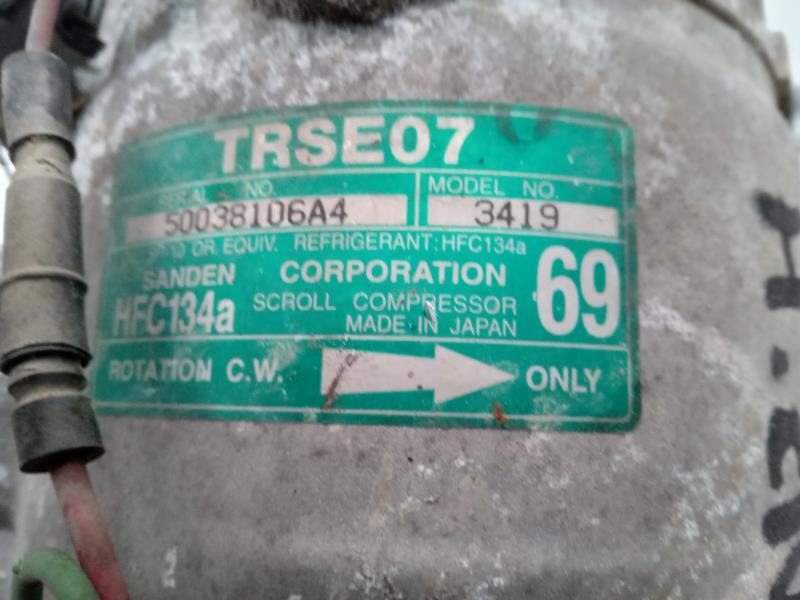 TRSE07
SERIAL NO.
MODEL NO.
50038106A4
3419
OR. EQUIV. REFRIGERANT: HFC134a
SANDEN CORPORATION
HFC134a
SCROLL COMPRESSOR
MADE IN JAPAN
69
ROTATION C.W.
ONLY